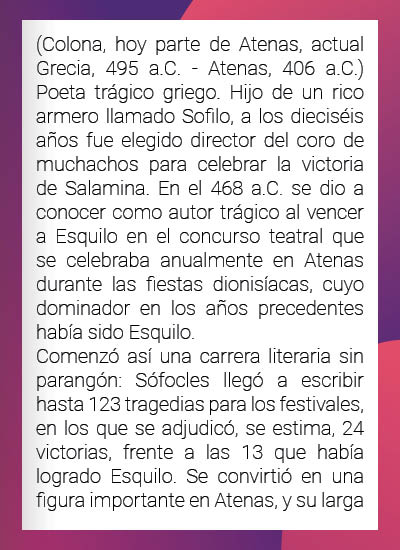 (Colona, hoy parte de Atenas, actual
Grecia, 495 a.C. - Atenas, 406 a.C.)
Poeta trágico griego. Hijo de un rico
armero llamado Sofilo, a los dieciséis
años fue elegido director del coro de
muchachos para celebrar la victoria
de Salamina. En el 468 a.C. se dio a
conocer como autor trágico al vencer
a Esquilo en el concurso teatral que
se celebraba anualmente en Atenas
durante las fiestas dionisíacas, cuyo
dominador en los años precedentes
había sido Esquilo.
Comenzó así una carrera literaria sin
parangón: Sófocles llegó a escribir
hasta 123 tragedias para los festivales,
en los que se adjudicó, se estima, 24
victorias, frente a las 13 que había
logrado Esquilo. Se convirtió en una
figura importante en Atenas, y su larga